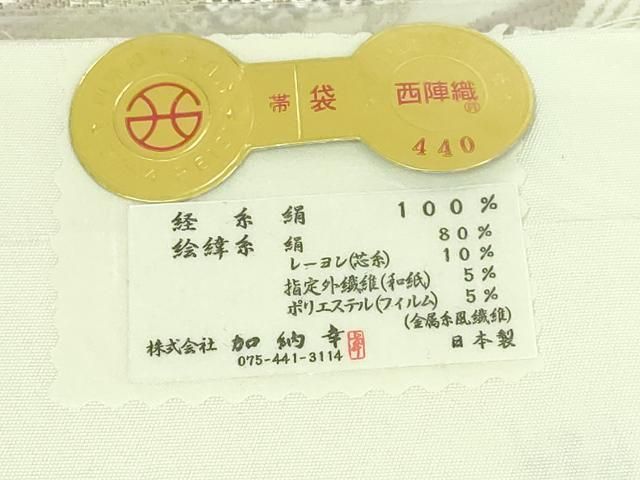 帯 袋
西陣織
440
経糸 絹 100%
絵緯糸 絹 80%
レーヨレ(芯糸) 10%
指定外繊維(和紙) 5%
ポリエステル(フィルム) 5%
(金属糸風繊維)
株式会社 加納幸 日本製
075-441-3114